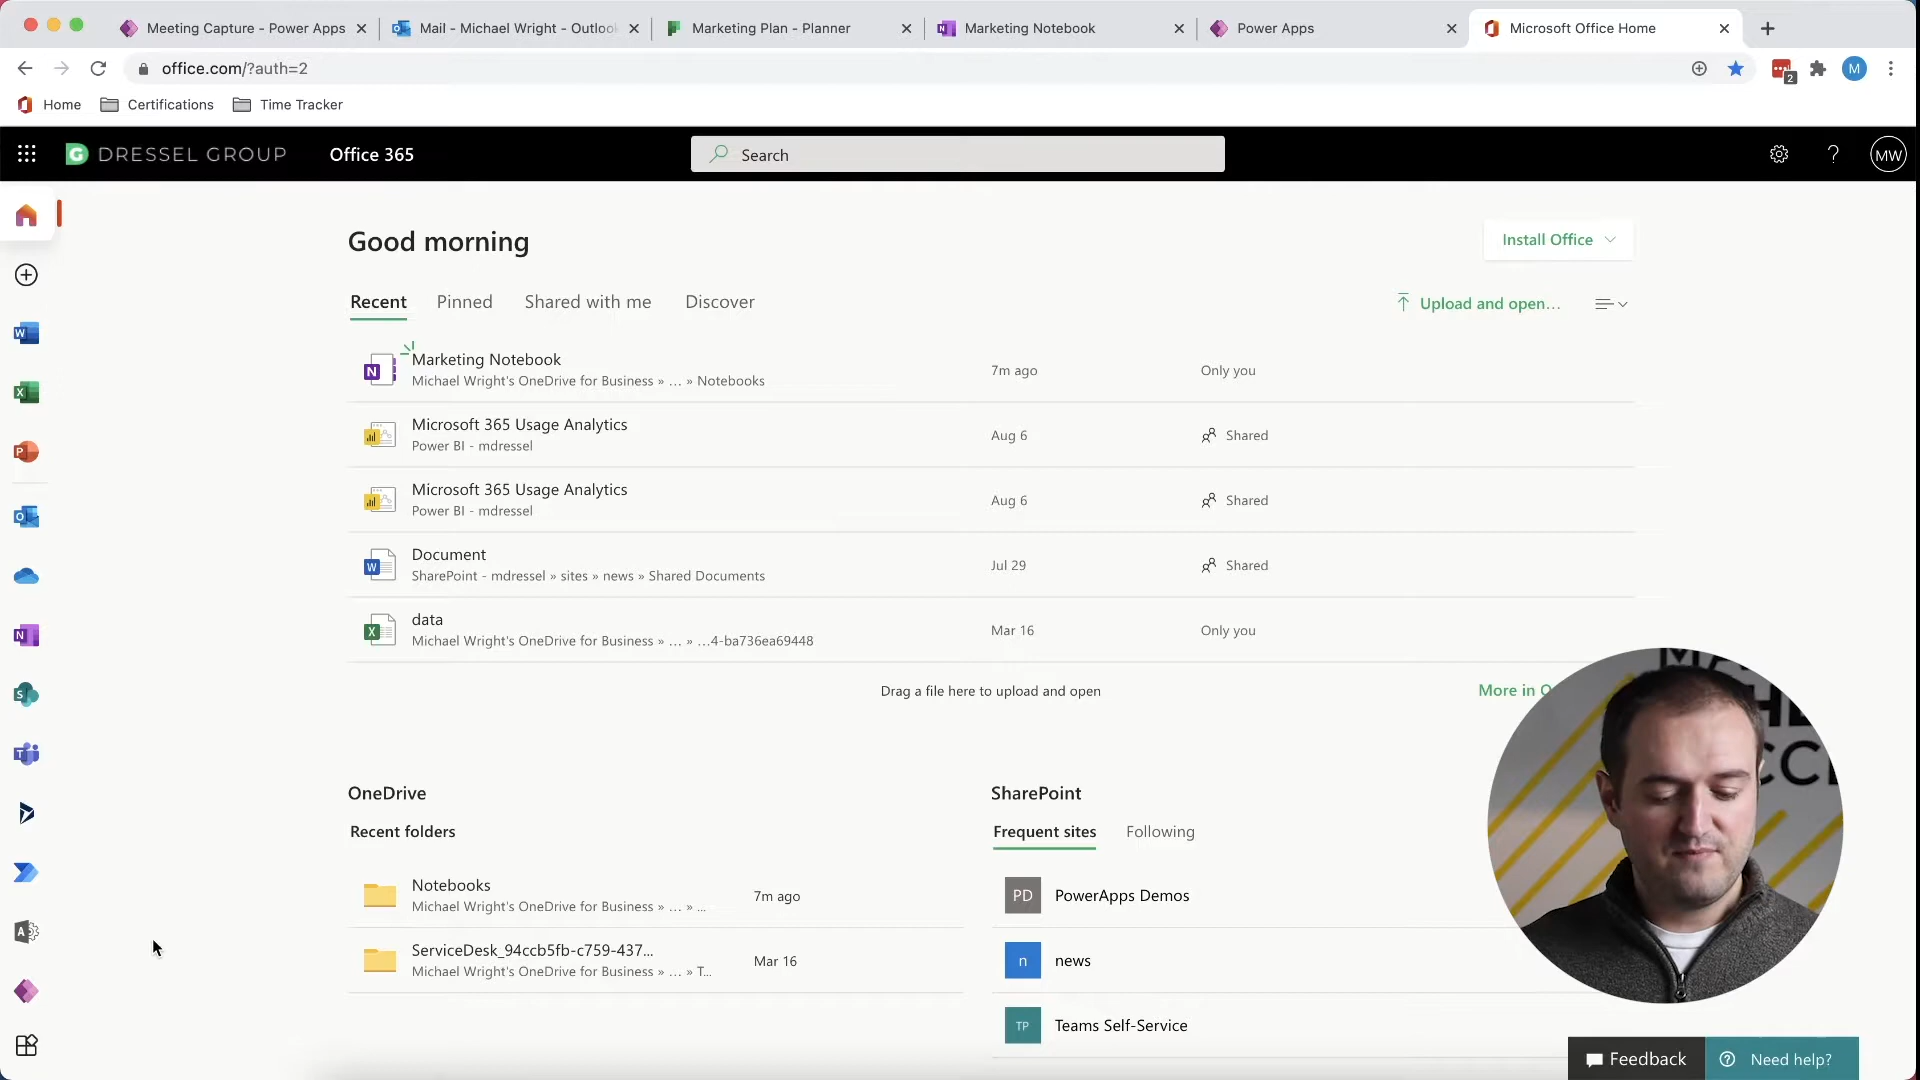 Meeting Capture - Power Apps
Mail - Michael Wright - Outloo
Marketing Plan - Planner
Marketing Notebook
Power Apps
Microsoft Office Home
office.com/?auth=2
2
M
Home
Certifications
Time Tracker
G DRESSEL GROUP
Office 365
Search
?
MW
Good morning
Install Office
Recent
Pinned
Shared with me
Discover
Upload and open...
Marketing Notebook
Michael Wright's OneDrive for Business » ... » Notebooks
7m ago
Only you
Microsoft 365 Usage Analytics
Power BI - mdressel
Aug 6
Shared
Microsoft 365 Usage Analytics
Power BI - mdressel
Aug 6
Shared
Document
SharePoint - mdressel » sites » news » Shared Documents
Jul 29
Shared
data
Michael Wright's OneDrive for Business » ... » ...4-ba736ea69448
Mar 16
Only you
Drag a file here to upload and open
More in O
OneDrive
Recent folders
Notebooks
Michael Wright's OneDrive for Business » ... » ...
7m ago
ServiceDesk_94ccb5fb-c759-437...
Michael Wright's OneDrive for Business » ... » T...
Mar 16
SharePoint
Frequent sites
Following
PD
PowerApps Demos
n
news
TP
Teams Self-Service
Feedback
Need help?